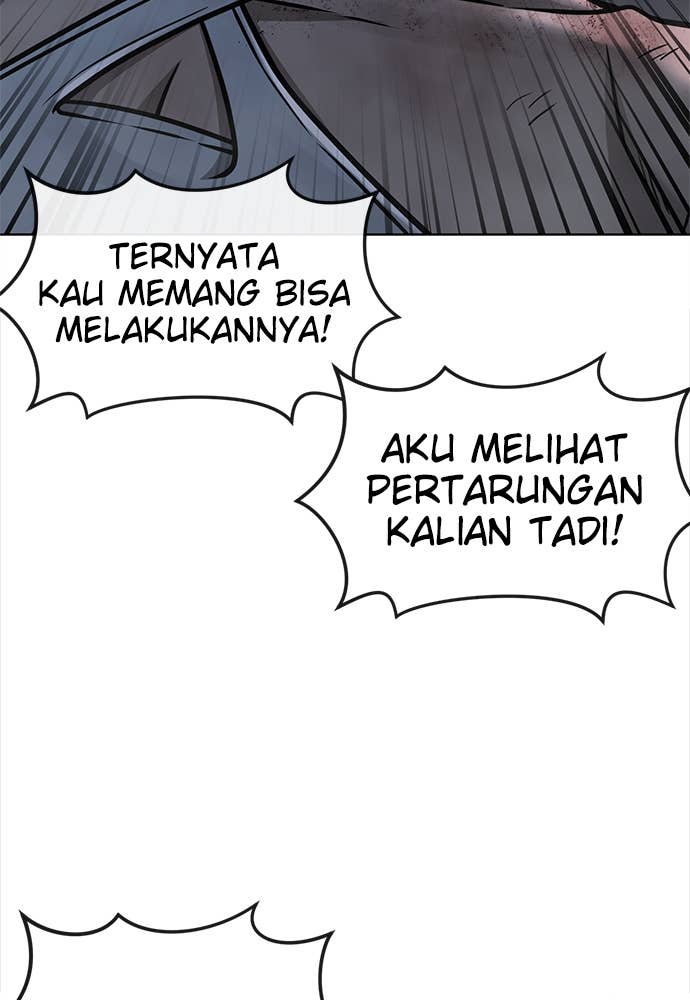 TERNYATA
KAU MEMANG BISA
MELAKUKANNYA!
AKU MELIHAT
PERTARUNGAN
KALIAN TADI!